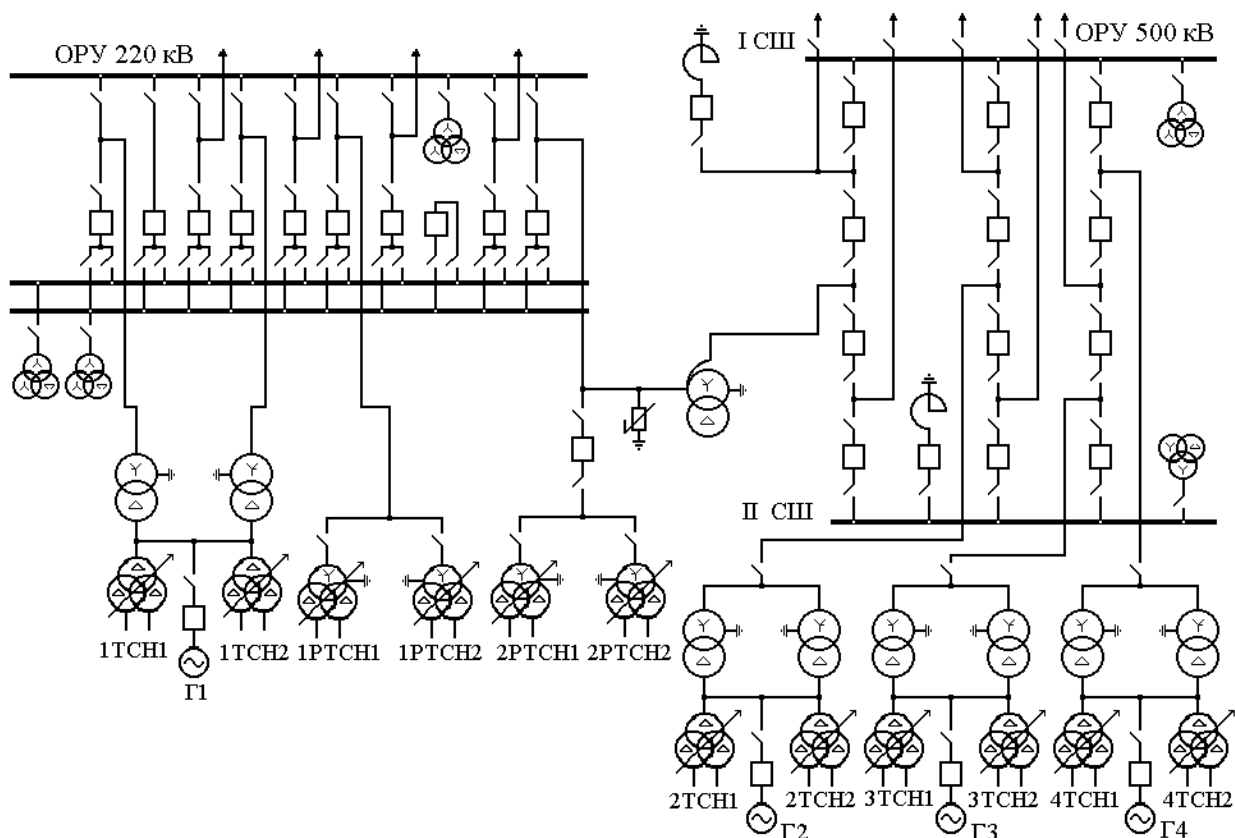 ОРУ 220 кВ
I СШ
ОРУ 500 кВ
II СШ
1ТСН1
1ТСН2
1РТСН1
1РТСН2
2РТСН1
2РТСН2
Г1
2ТСН1
2ТСН2
3ТСН1
3ТСН2
4ТСН1
4ТСН2
Г2
Г3
Г4